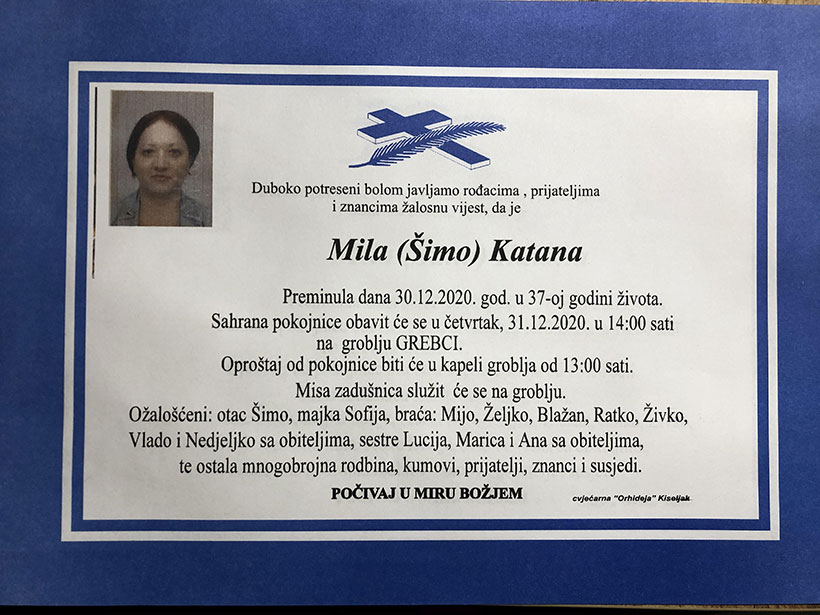 Duboko potreseni bolom javljamo rođacima , prijateljima
i znancima žalosnu vijest, da je
Mila (Šimo) Katana
Preminula dana 30.12.2020. god. u 37-oj godini života.
Sahrana pokojnice obavit će se u četvrtak, 31.12.2020. u 14:00 sati
na groblju GREBCI.
Oproštaj od pokojnice biti će u kapeli groblja od 13:00 sati.
Misa zadušnica služit će se na groblju.
Ožalošćeni: otac Šimo, majka Sofija, braća: Mijo, Željko, Blažan, Ratko, Živko,
Vlado i Nedjeljko sa obiteljima, sestre Lucija, Marica i Ana sa obiteljima,
te ostala mnogobrojna rodbina, kumovi, prijatelji, znanci i susjedi.
POČIVAJ U MIRU BOŽJEM
cvjećarna "Orhideja" Kiseljak